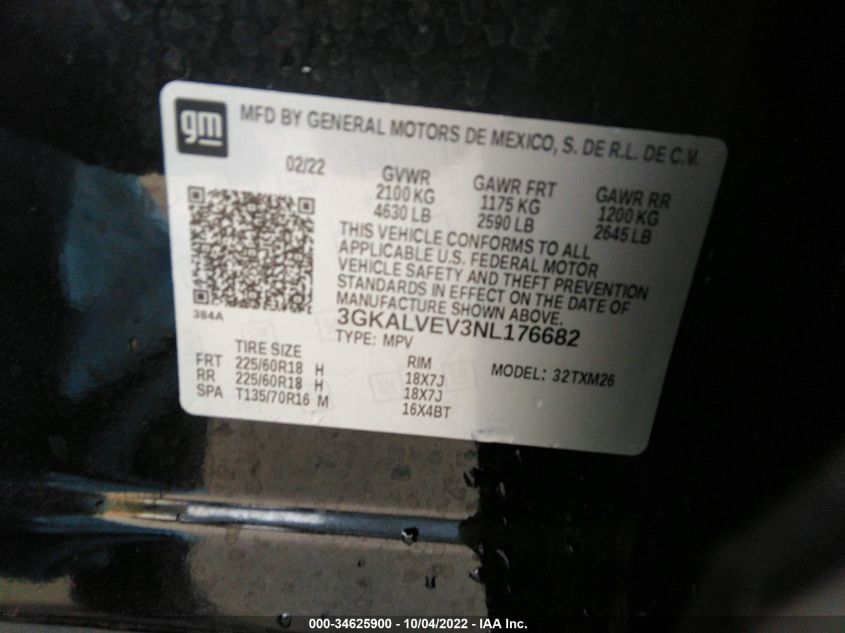 gm
MFD BY GENERAL MOTORS DE MEXICO, S. DE R.L. DE C.V.
02/22
GVWR GAWR FRT GAWR RR
2100 KG 1175 KG 1200 KG
4630 LB 2590 LB 2645 LB
THIS VEHICLE CONFORMS TO ALL
APPLICABLE U.S. FEDERAL MOTOR
VEHICLE SAFETY AND THEFT PREVENTION
STANDARDS IN EFFECT ON THE DATE OF
MANUFACTURE SHOWN ABOVE.
384A
3GKALVEV3NL176682
TYPE: MPV
MODEL: 32TXM26
TIRE SIZE RIM
FRT 225/60R18 H 18X7J
RR 225/60R18 H 18X7J
SPA T135/70R16 M 16X4BT
000-34625900 - 10/04/2022 - IAA Inc.